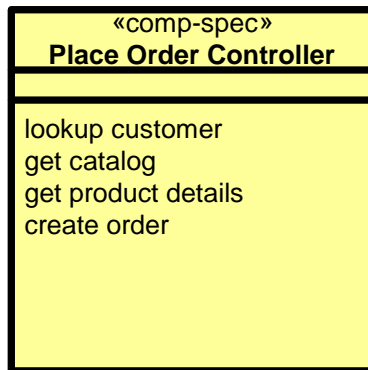 «comp-spec»
Place Order Controller
lookup customer
get catalog
get product details
create order